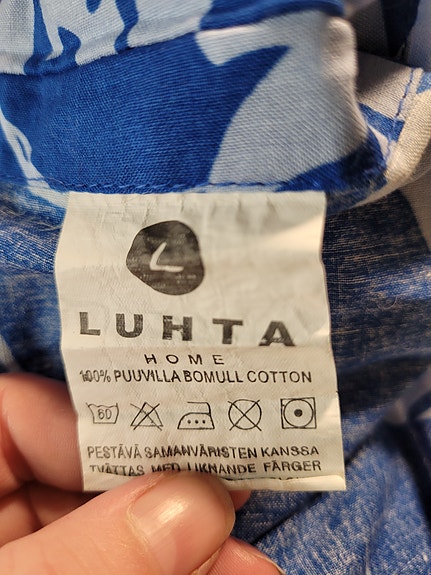 L
LUHTA
HOME
100% PUUVILLA BOMULL COTTON
60
PESTÄVÄ SAMANVÄRISTEN KANSSA
TVÄTTAS MED LIKNANDE FÄRGER